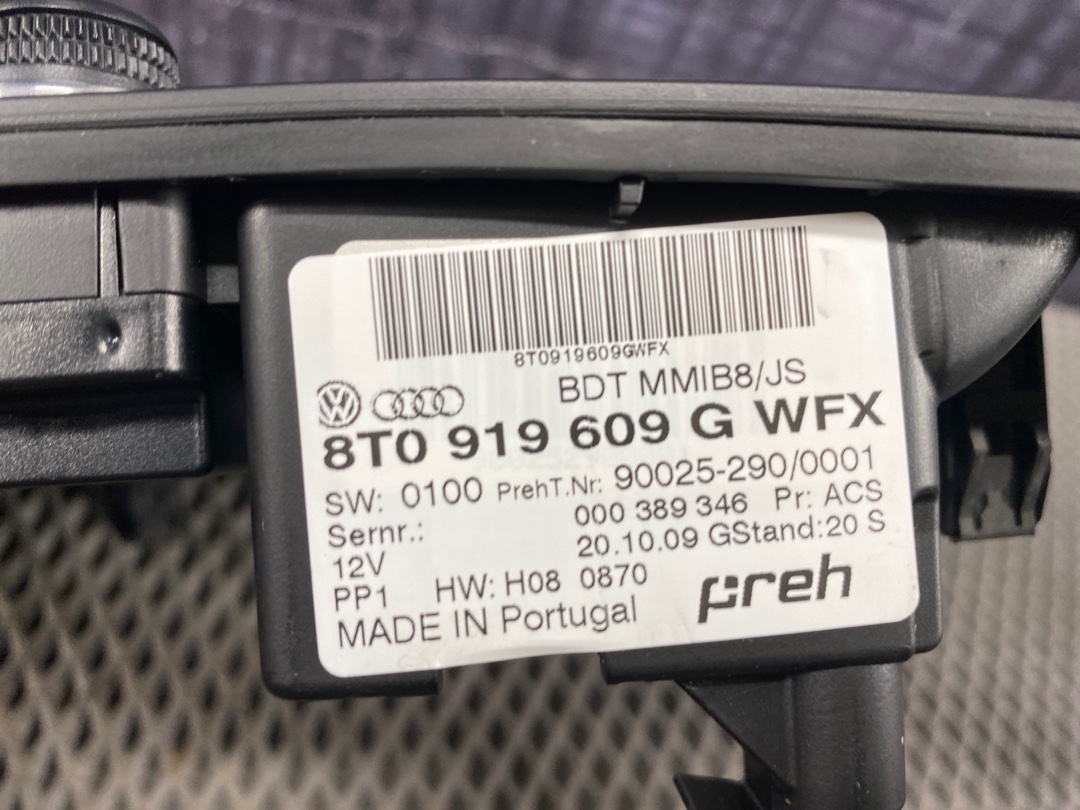 8T0919609GWFX
BDT MMIB8/JS
8T0 919 609 G WFX
SW: 0100 PrehT.Nr: 90025-290/0001
Sernr.: 000 389 346 Pr: ACS
12V 20.10.09 GStand:20 S
PP1 HW: H08 0870
preh
MADE IN Portugal